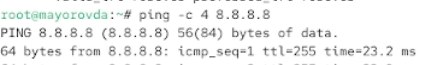 root@mayorovda:~# ping -c 4 8.8.8.8
PING 8.8.8.8 (8.8.8.8) 56(84) bytes of data.
64 bytes from 8.8.8.8: icmp_seq=1 ttl=255 time=23.2 ms